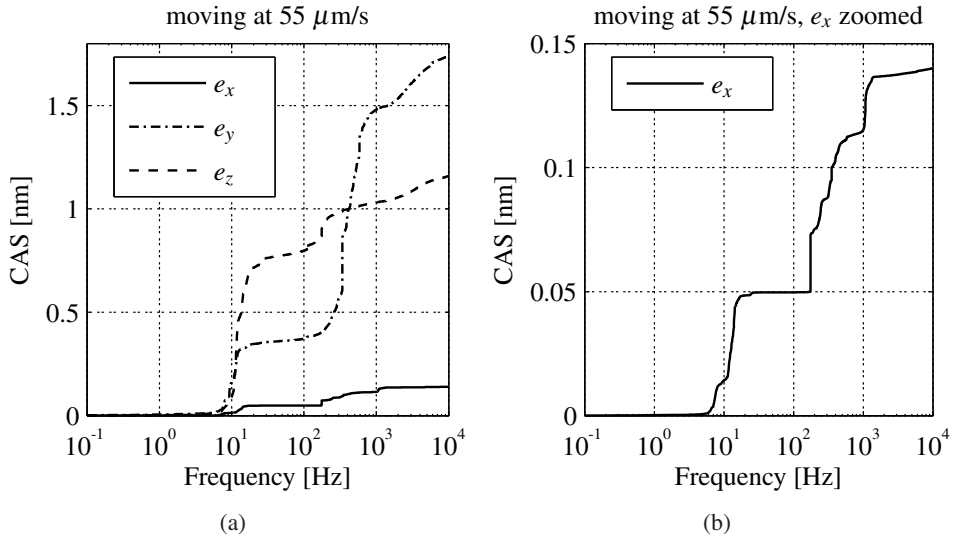 moving at 55 μm/s
CAS [nm]
1.5
1
0.5
0
e_x
e_y
e_z
10^-1 10^0 10^1 10^2 10^3 10^4
Frequency [Hz]
(a)
moving at 55 μm/s, e_x zoomed
CAS [nm]
0.15
0.1
0.05
0
e_x
10^-1 10^0 10^1 10^2 10^3 10^4
Frequency [Hz]
(b)